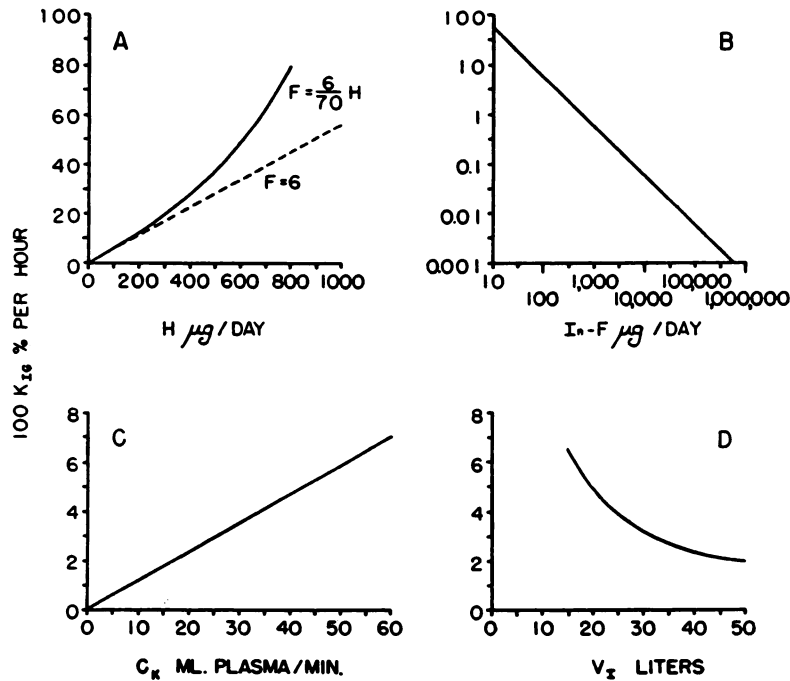 100 K_IG % PER HOUR
A
100
80
60
40
20
0
F = 6/70 H
F=6
0 200 400 600 800 1000
H µg / DAY
B
100
10
1
0.1
0.01
0.001
10 1,000 100,000
100 10,000 1,000,000
In-F µg / DAY
C
8
6
4
2
0
0 10 20 30 40 50 60
C_K ML. PLASMA/MIN.
D
8
6
4
2
0
0 10 20 30 40 50
V_I LITERS